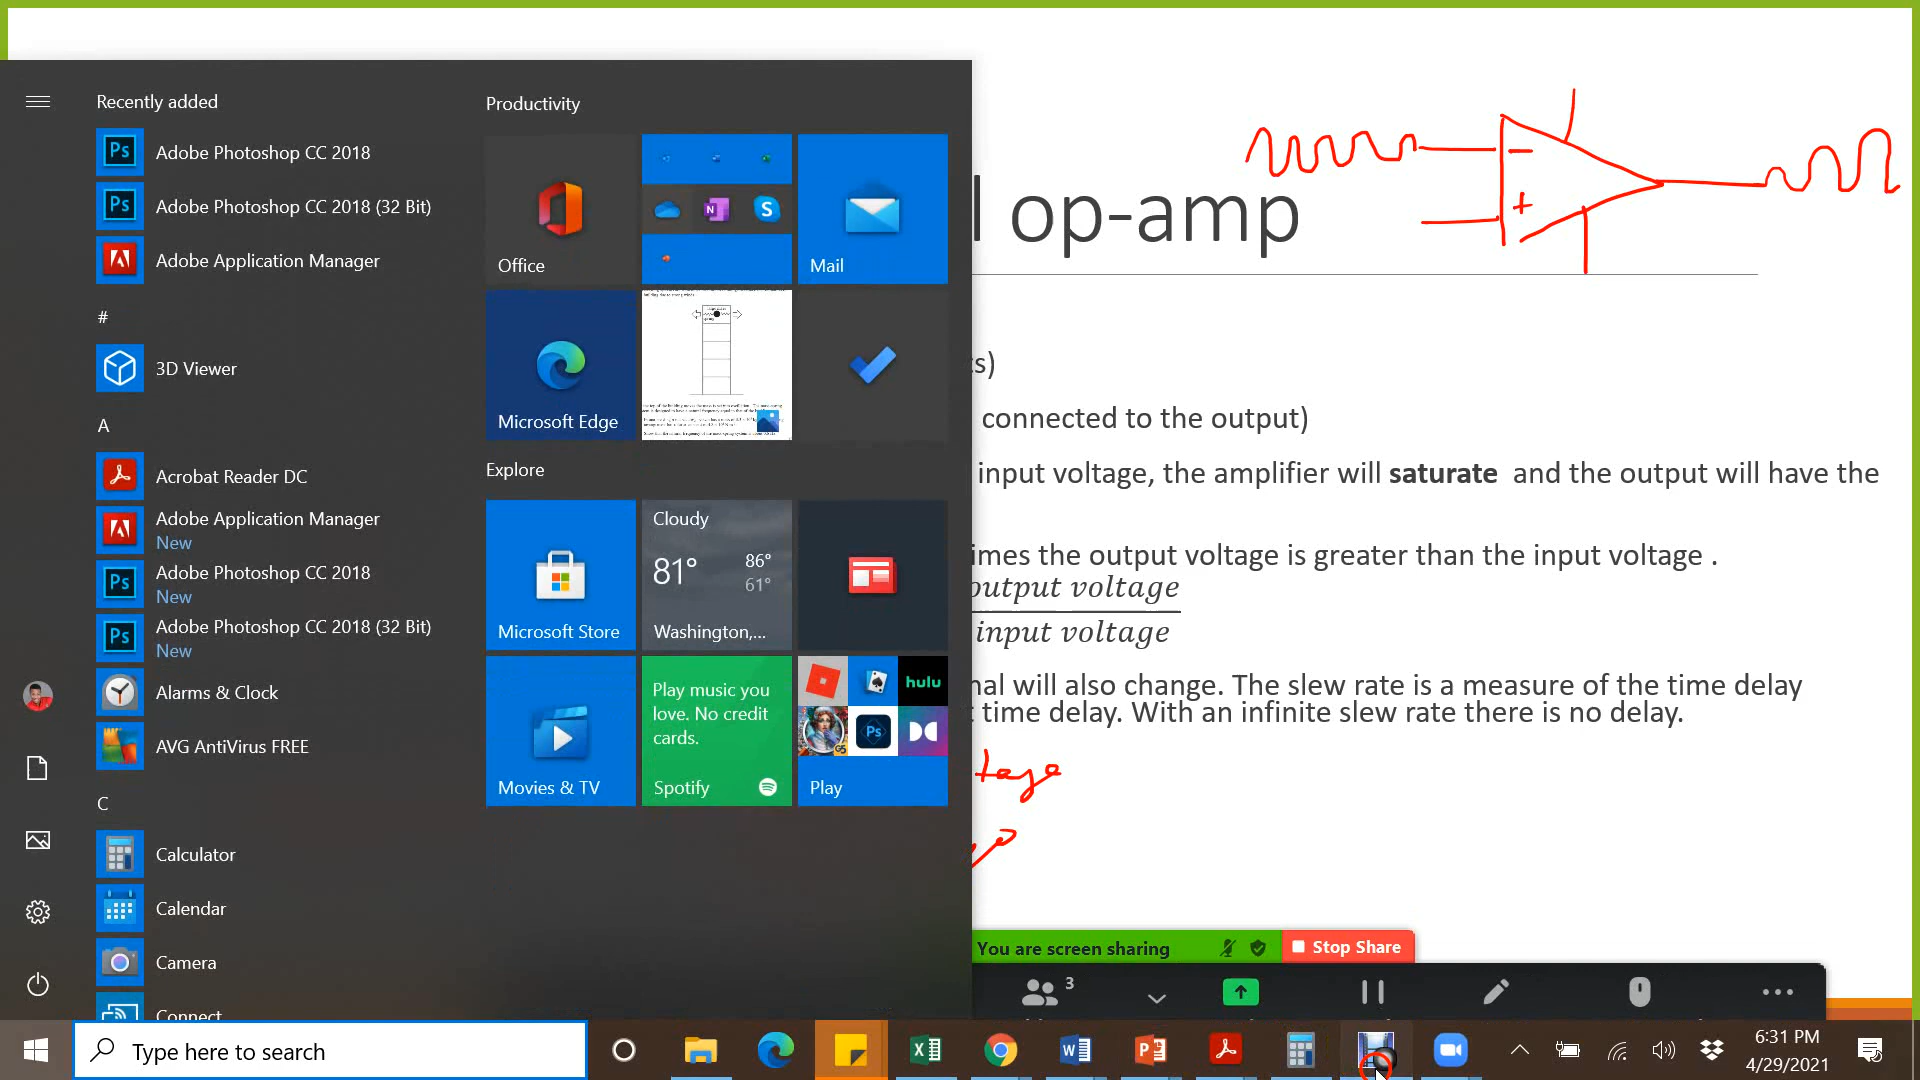 Recently added
Adobe Photoshop CC 2018
Adobe Photoshop CC 2018 (32 Bit)
Adobe Application Manager
#
3D Viewer
A
Acrobat Reader DC
Adobe Application Manager
New
Adobe Photoshop CC 2018
New
Adobe Photoshop CC 2018 (32 Bit)
New
Alarms & Clock
AVG AntiVirus FREE
C
Calculator
Calendar
Camera
Connect
Productivity
Office
Mail
Microsoft Edge
Explore
Microsoft Store
Cloudy
81° 86°
61°
Washington,...
Movies & TV
Play music you
love. No credit
cards.
Spotify
hulu
Ps
Play
op-amp
− 
+
connected to the output)
input voltage, the amplifier will saturate and the output will have the
imes the output voltage is greater than the input voltage .
output voltage
input voltage
nal will also change. The slew rate is a measure of the time delay
time delay. With an infinite slew rate there is no delay.
tage
You are screen sharing
Stop Share
3
Type here to search
6:31 PM
4/29/2021